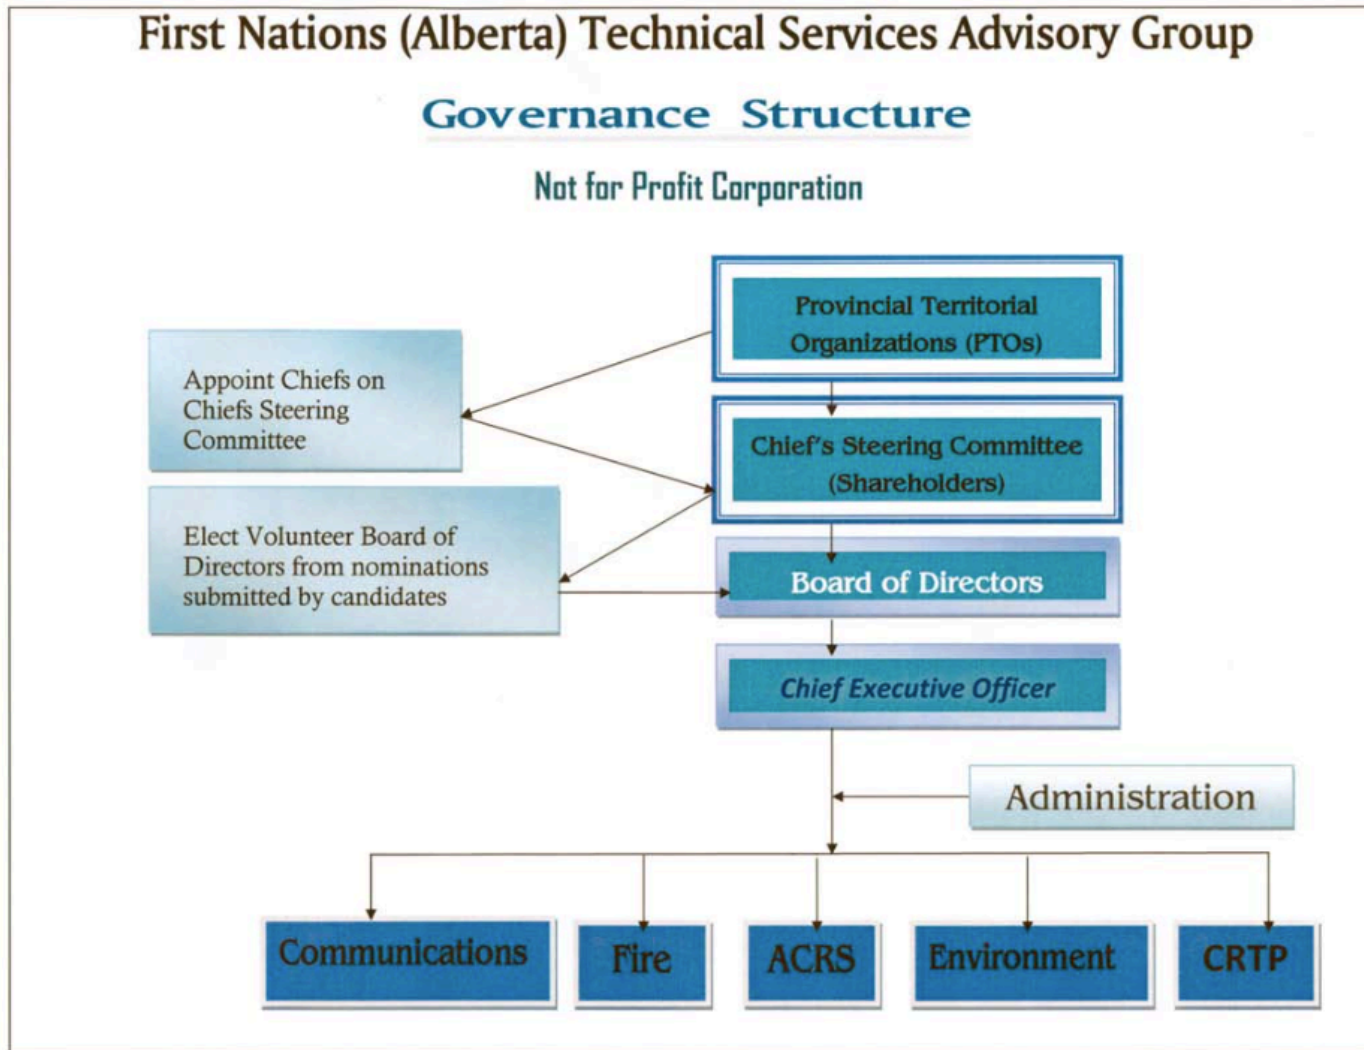 First Nations (Alberta) Technical Services Advisory Group
Governance Structure
Not for Profit Corporation
Provincial Territorial
Organizations (PTOs)
Appoint Chiefs on
Chiefs Steering
Committee
Chief's Steering Committee
(Shareholders)
Elect Volunteer Board of
Directors from nominations
submitted by candidates
Board of Directors
Chief Executive Officer
Administration
Communications
Fire
ACRS
Environment
CRTP